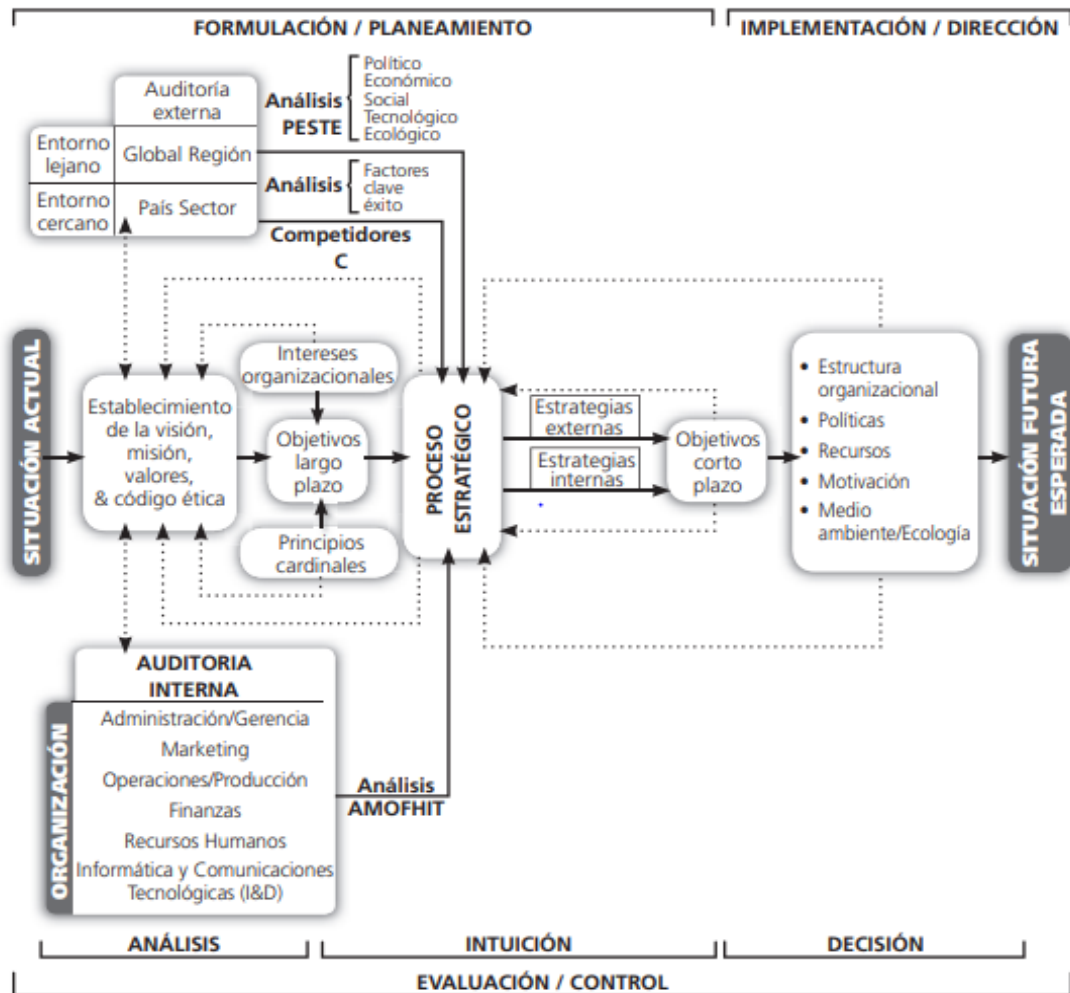 FORMULACIÓN / PLANEAMIENTO
IMPLEMENTACIÓN / DIRECCIÓN
Auditoría
externa
Entorno
lejano
Global Región
Entorno
cercano
País Sector
Análisis
PESTE
Político
Económico
Social
Tecnológico
Ecológico
Análisis
Factores
clave
éxito
Competidores
C
SITUACIÓN ACTUAL
Establecimiento
de la visión,
misión,
valores,
& código ética
Intereses
organizacionales
Objetivos
largo
plazo
Principios
cardinales
PROCESO
ESTRATÉGICO
Estrategias
externas
Estrategias
internas
Objetivos
corto
plazo
• Estructura
organizacional
• Políticas
• Recursos
• Motivación
• Medio
ambiente/Ecología
SITUACIÓN FUTURA
ESPERADA
ORGANIZACIÓN
AUDITORIA
INTERNA
Administración/Gerencia
Marketing
Operaciones/Producción
Finanzas
Recursos Humanos
Informática y Comunicaciones
Tecnológicas (I&D)
Análisis
AMOFHIT
ANÁLISIS
INTUICIÓN
DECISIÓN
EVALUACIÓN / CONTROL